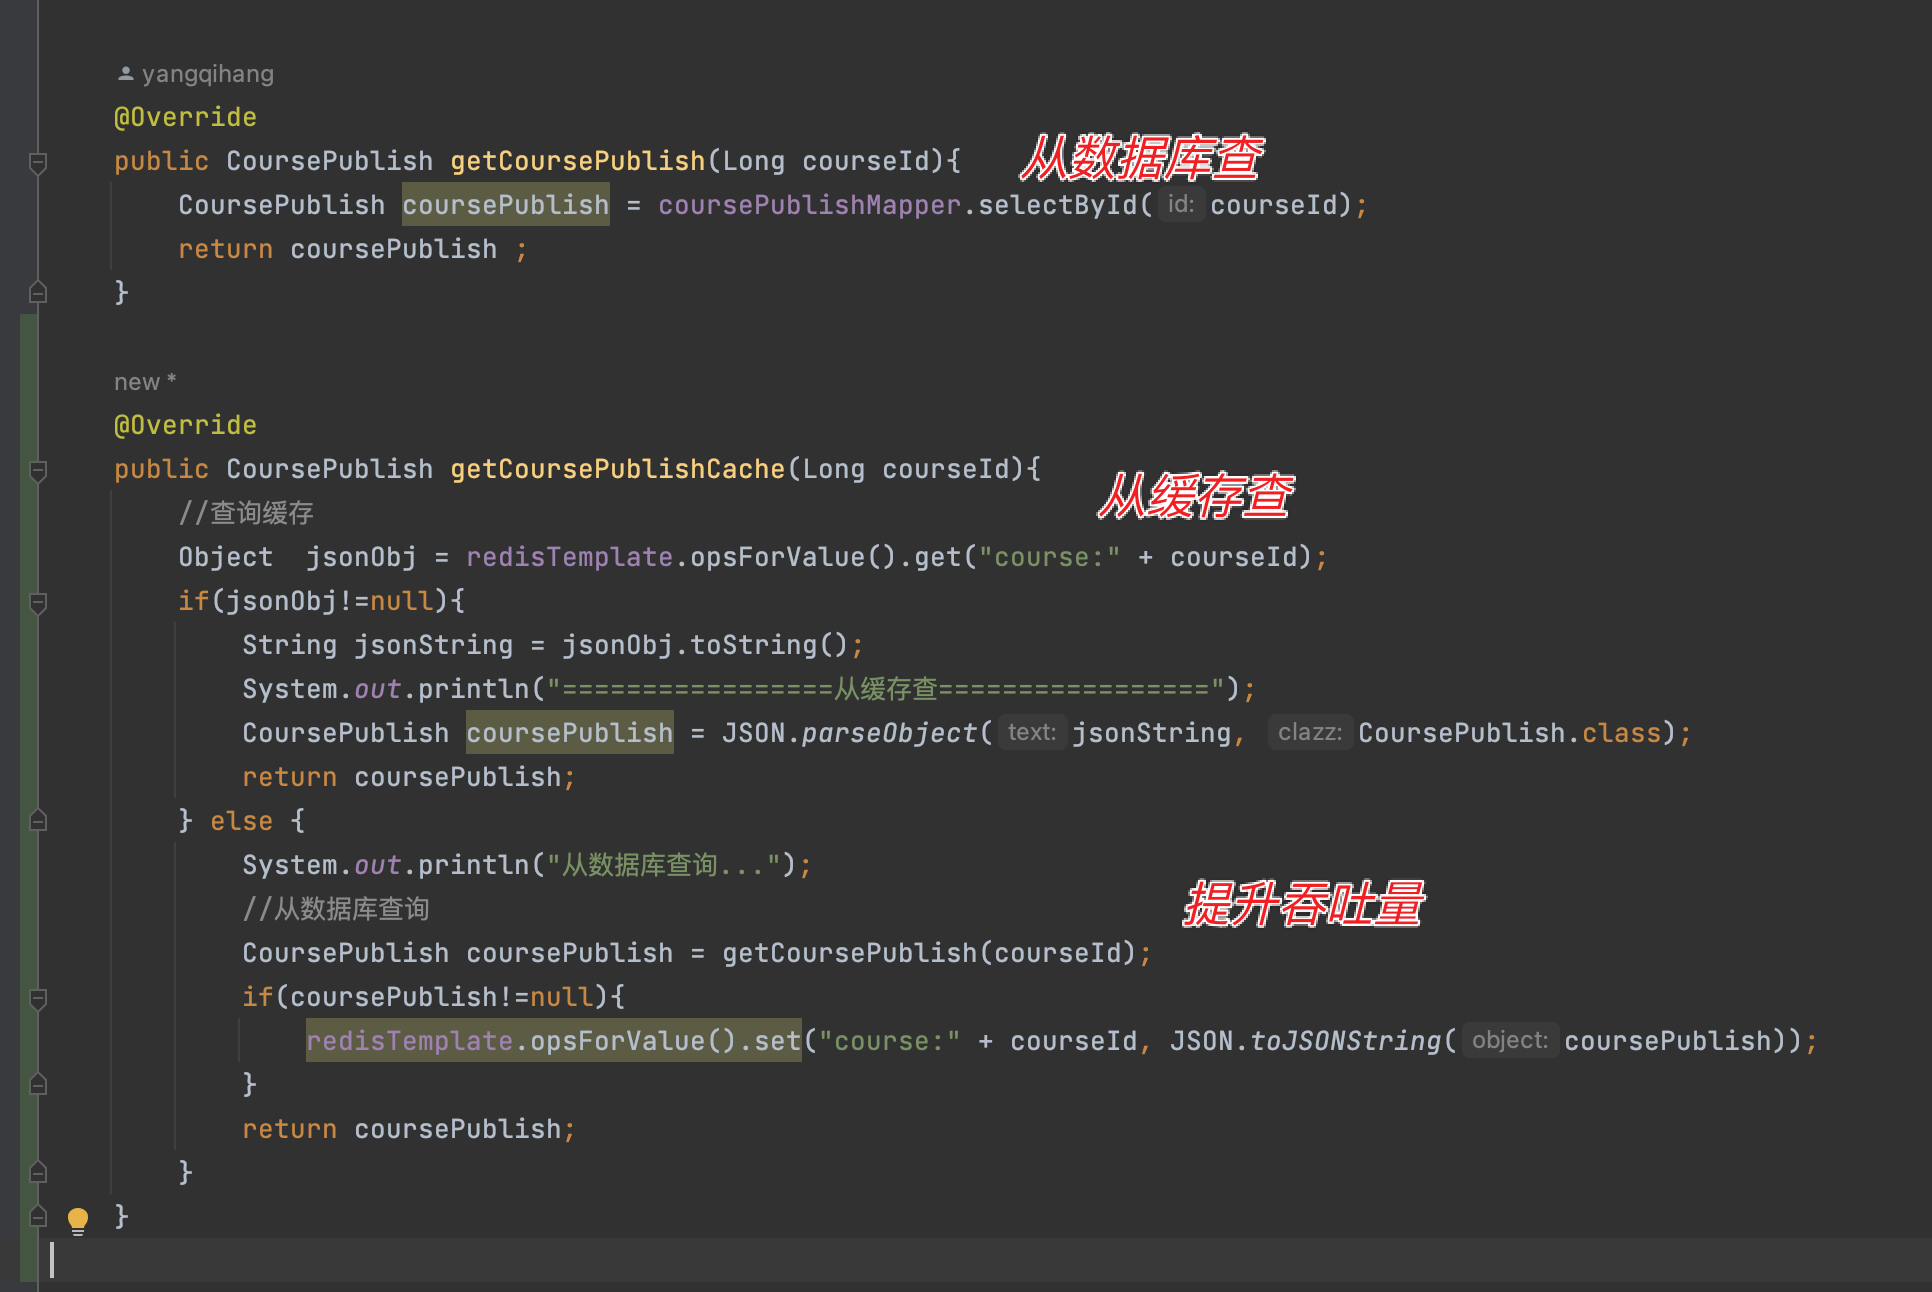 yangqihang
@Override
public CoursePublish getCoursePublish(Long courseId){
从数据库查
CoursePublish coursePublish = coursePublishMapper.selectById( id: courseId);
return coursePublish ;
}
new *
@Override
public CoursePublish getCoursePublishCache(Long courseId){
从缓存查
//查询缓存
Object  jsonObj = redisTemplate.opsForValue().get("course:" + courseId);
if(jsonObj!=null){
String jsonString = jsonObj.toString();
System.out.println("=================从缓存查=================");
CoursePublish coursePublish = JSON.parseObject( text: jsonString, clazz: CoursePublish.class);
return coursePublish;
} else {
System.out.println("从数据库查询...");
//从数据库查询
提升吞吐量
CoursePublish coursePublish = getCoursePublish(courseId);
if(coursePublish!=null){
redisTemplate.opsForValue().set("course:" + courseId, JSON.toJSONString( object: coursePublish));
}
return coursePublish;
}
}